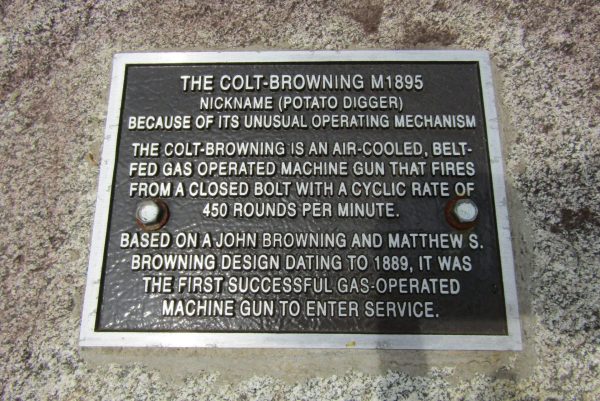 THE COLT-BROWNING M1895
NICKNAME (POTATO DIGGER)
BECAUSE OF ITS UNUSUAL OPERATING MECHANISM
THE COLT-BROWNING IS AN AIR-COOLED, BELT-
FED GAS OPERATED MACHINE GUN THAT FIRES
FROM A CLOSED BOLT WITH A CYCLIC RATE OF
450 ROUNDS PER MINUTE.
BASED ON A JOHN BROWNING AND MATTHEW S.
BROWNING DESIGN DATING TO 1889, IT WAS
THE FIRST SUCCESSFUL GAS-OPERATED
MACHINE GUN TO ENTER SERVICE.